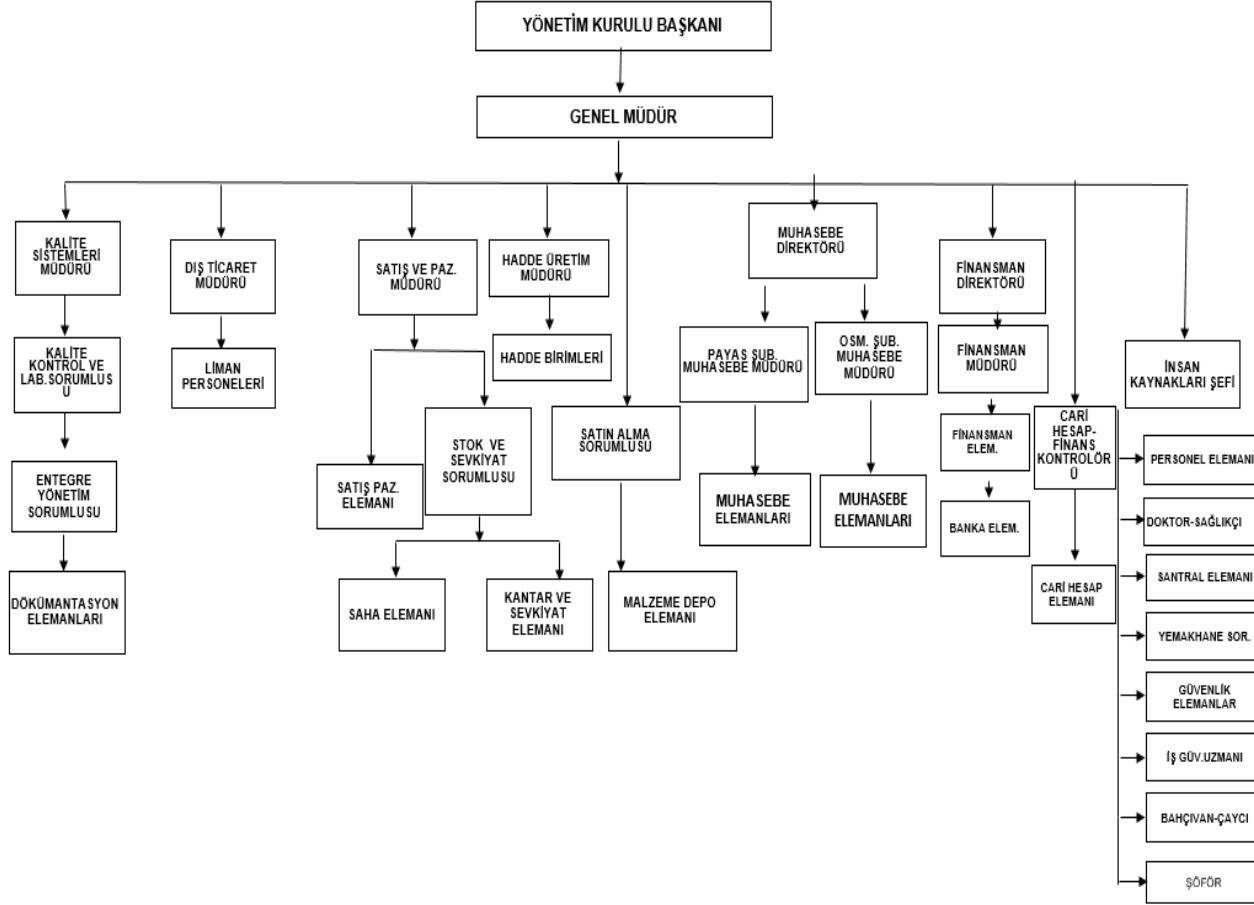 YÖNETİM KURULU BAŞKANI
GENEL MÜDÜR
KALİTE
SİSTEMLERİ
MÜDÜRÜ
DIŞ TİCARET
MÜDÜRÜ
SATIŞ VE PAZ.
MÜDÜRÜ
HADDE ÜRETİM
MÜDÜRÜ
MUHASEBE
DİREKTÖRÜ
FİNANSMAN
DİREKTÖRÜ
KALİTE
KONTROL VE
LAB.SORUMLUS
U
LİMAN
PERSONELERİ
HADDE BİRİMLERİ
PAYAS ŞUB.
MUHASEBE MÜDÜRÜ
OSM. ŞUB.
MUHASEBE
MÜDÜRÜ
FİNANSMAN
MÜDÜRÜ
İNSAN
KAYNAKLARI ŞEFİ
ENTEGRE
YÖNETİM
SORUMLUSU
SATIŞ PAZ.
ELEMANI
STOK VE
SEVKİYAT
SORUMLUSU
SATIN ALMA
SORUMLUSU
MUHASEBE
ELEMANLARI
MUHASEBE
ELEMANLARI
FİNANSMAN
ELEM.
CARİ
HESAP-
FİNANS
KONTROLÖR
Ü
PERSONEL ELEMANI
BANKA ELEM.
DOKTOR-SAĞLIKÇI
DÖKÜMANTASYON
ELEMANLARI
SAHA ELEMANI
KANTAR VE
SEVKİYAT
ELEMANI
MALZEME DEPO
ELEMANI
CARİ HESAP
ELEMANI
SANTRAL ELEMANI
YEMAKHANE SOR.
GÜVENLİK
ELEMANLAR
İŞ GÜV.UZMANI
BAHÇIVAN-ÇAYCI
ŞÖFÖR